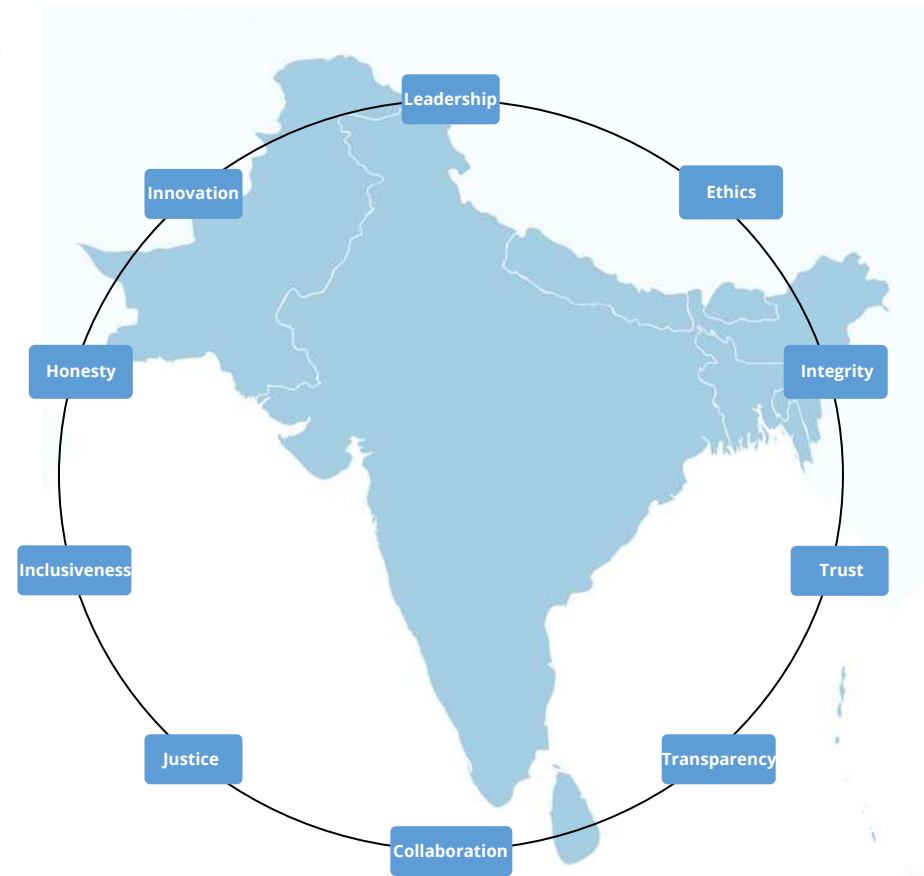 Leadership
Ethics
Integrity
Trust
Transparency
Collaboration
Justice
Inclusiveness
Honesty
Innovation